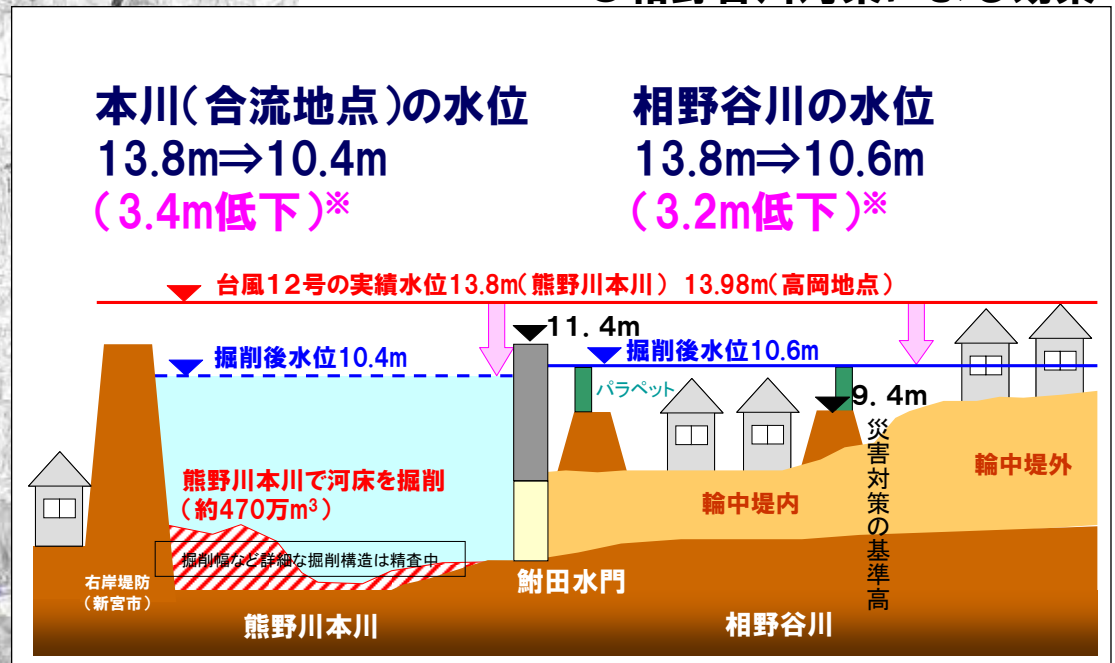 本川(合流地点)の水位
13.8m⇒10.4m
(3.4m低下)※
相野谷川の水位
13.8m⇒10.6m
(3.2m低下)※
台風12号の実績水位13.8m(熊野川本川) 13.98m(高岡地点)
11.4m
掘削後水位10.4m
掘削後水位10.6m
パラペット
9.4m
災害対策の基準高
熊野川本川で河床を掘削
(約470万m³)
掘削幅など詳細な掘削構造は精査中
輪中堤内
輪中堤外
右岸堤防
(新宮市)
鮒田水門
熊野川本川
相野谷川